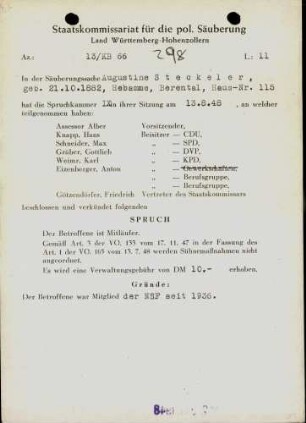 Staatskommissariat für die pol. Säuberung
Land Württemberg-Hohenzollern
Az.: 13/KB 66 298 L: 11
In der Säuberungssache Augustine S t e c k e l e r ,
geb. 21.10.1882, Hebamme, Berental, Haus-Nr. 113
hat die Spruchkammer IX in ihrer Sitzung am 13.8.48, an welcher
teilgenommen haben:
Assessor Alber Vorsitzender,
Knapp, Hans Beisitzer — CDU,
Schneider, Max „ — SPD,
Gräber, Gottlieb „ — DVP,
Weimz, Karl „ — KPD,
Etzenberger, Anton „ — Gewerkschaften,
„ — Berufsgruppe,
„ — Berufsgruppe,
Götzendörfer, Friedrich Vertreter des Staatskommissars
beschlossen und verkündet folgenden
SPRUCH
Der Betroffene ist Mitläufer.
Gemäß Art. 3 der VO. 133 vom 17. 11. 47 in der Fassung des
Art. 1 der VO. 165 vom 13. 7. 48 werden Sühnemaßnahmen nicht
angeordnet.
Es wird eine Verwaltungsgebühr von DM 10,- erhoben.
Gründe:
Der Betroffene war Mitglied der NSF seit 1936.